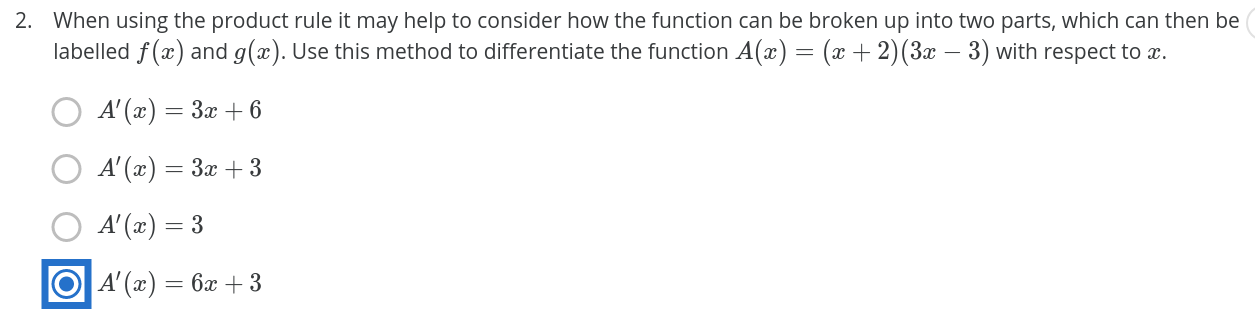 2. When using the product rule it may help to consider how the function can be broken up into two parts, which can then be
labelled f(x) and g(x). Use this method to differentiate the function A(x) = (x + 2)(3x − 3) with respect to x.
A′(x) = 3x + 6
A′(x) = 3x + 3
A′(x) = 3
A′(x) = 6x + 3